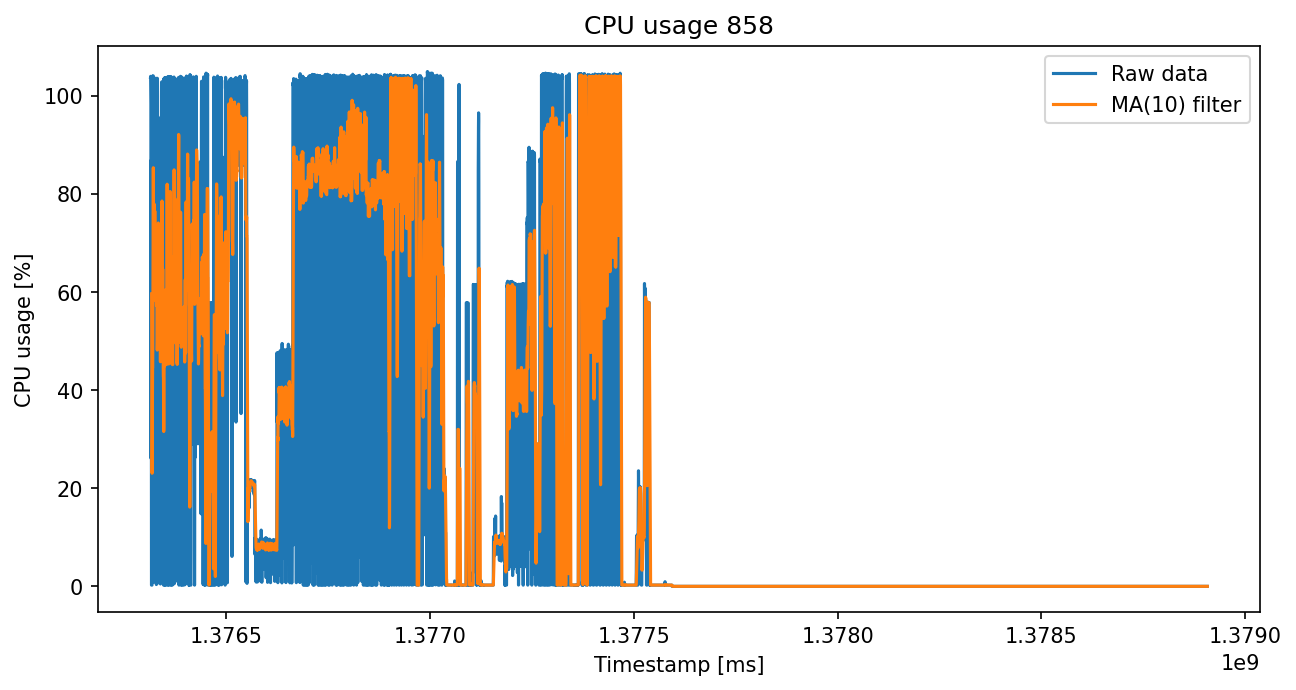 CPU usage 858
Raw data
MA(10) filter
CPU usage [%]
100
80
60
40
20
0
1.3765 1.3770 1.3775 1.3780 1.3785 1.3790
1e9
Timestamp [ms]